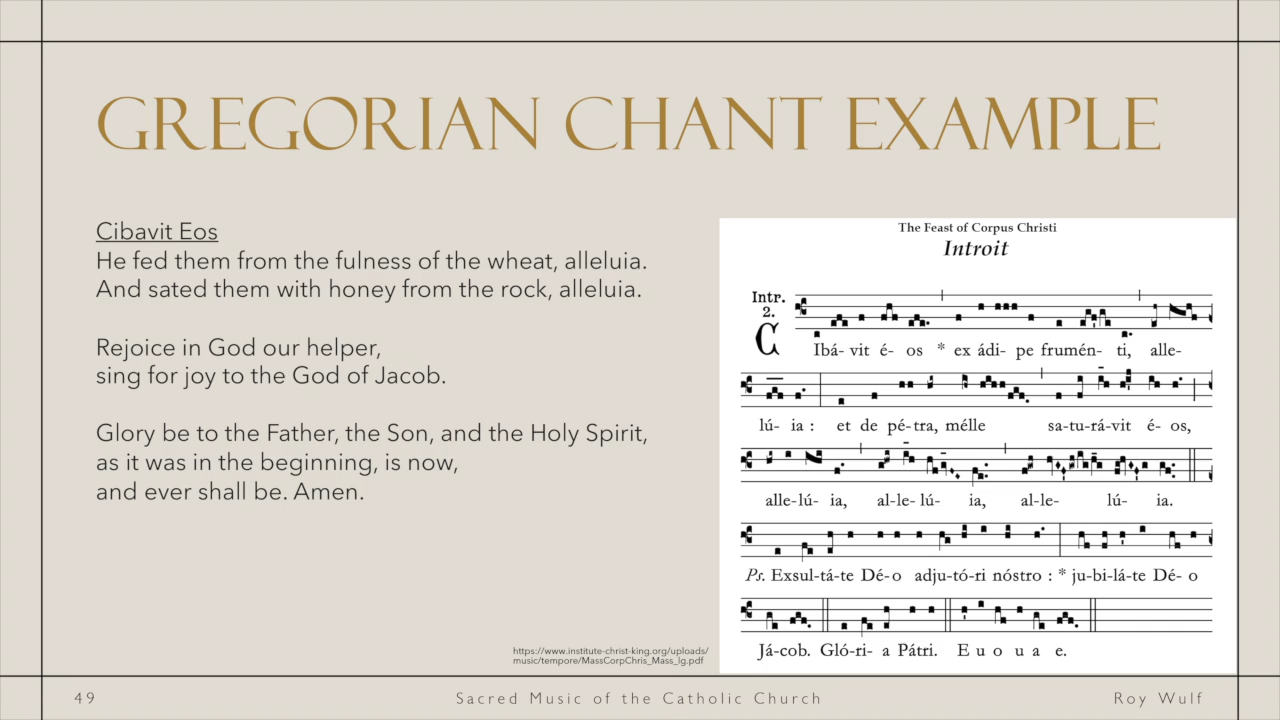 GREGORIAN CHANT EXAMPLE
Cibavit Eos
He fed them from the fulness of the wheat, alleluia.
And sated them with honey from the rock, alleluia.
Rejoice in God our helper,
sing for joy to the God of Jacob.
Glory be to the Father, the Son, and the Holy Spirit,
as it was in the beginning, is now,
and ever shall be. Amen.
The Feast of Corpus Christi
Introit
Intr.
2.
CIbá- vit é- os * ex ádi- pe frumén- ti, alle-
lú- ia : et de pé-tra, mélle sa-tu-rá-vit é- os,
alle-lú- ia, al-le- lú- ia, al-le- lú- ia.
Ps. Exsul-tá-te Dé-o adju-tó-ri nóstro : * ju-bi-lá-te Dé- o
Já-cob. Gló-ri- a Pátri. E u o u a e.
https://www.institute-christ-king.org/uploads/
music/tempore/MassCorpChris_Mass_lg.pdf
49 Sacred Music of the Catholic Church Roy Wulf